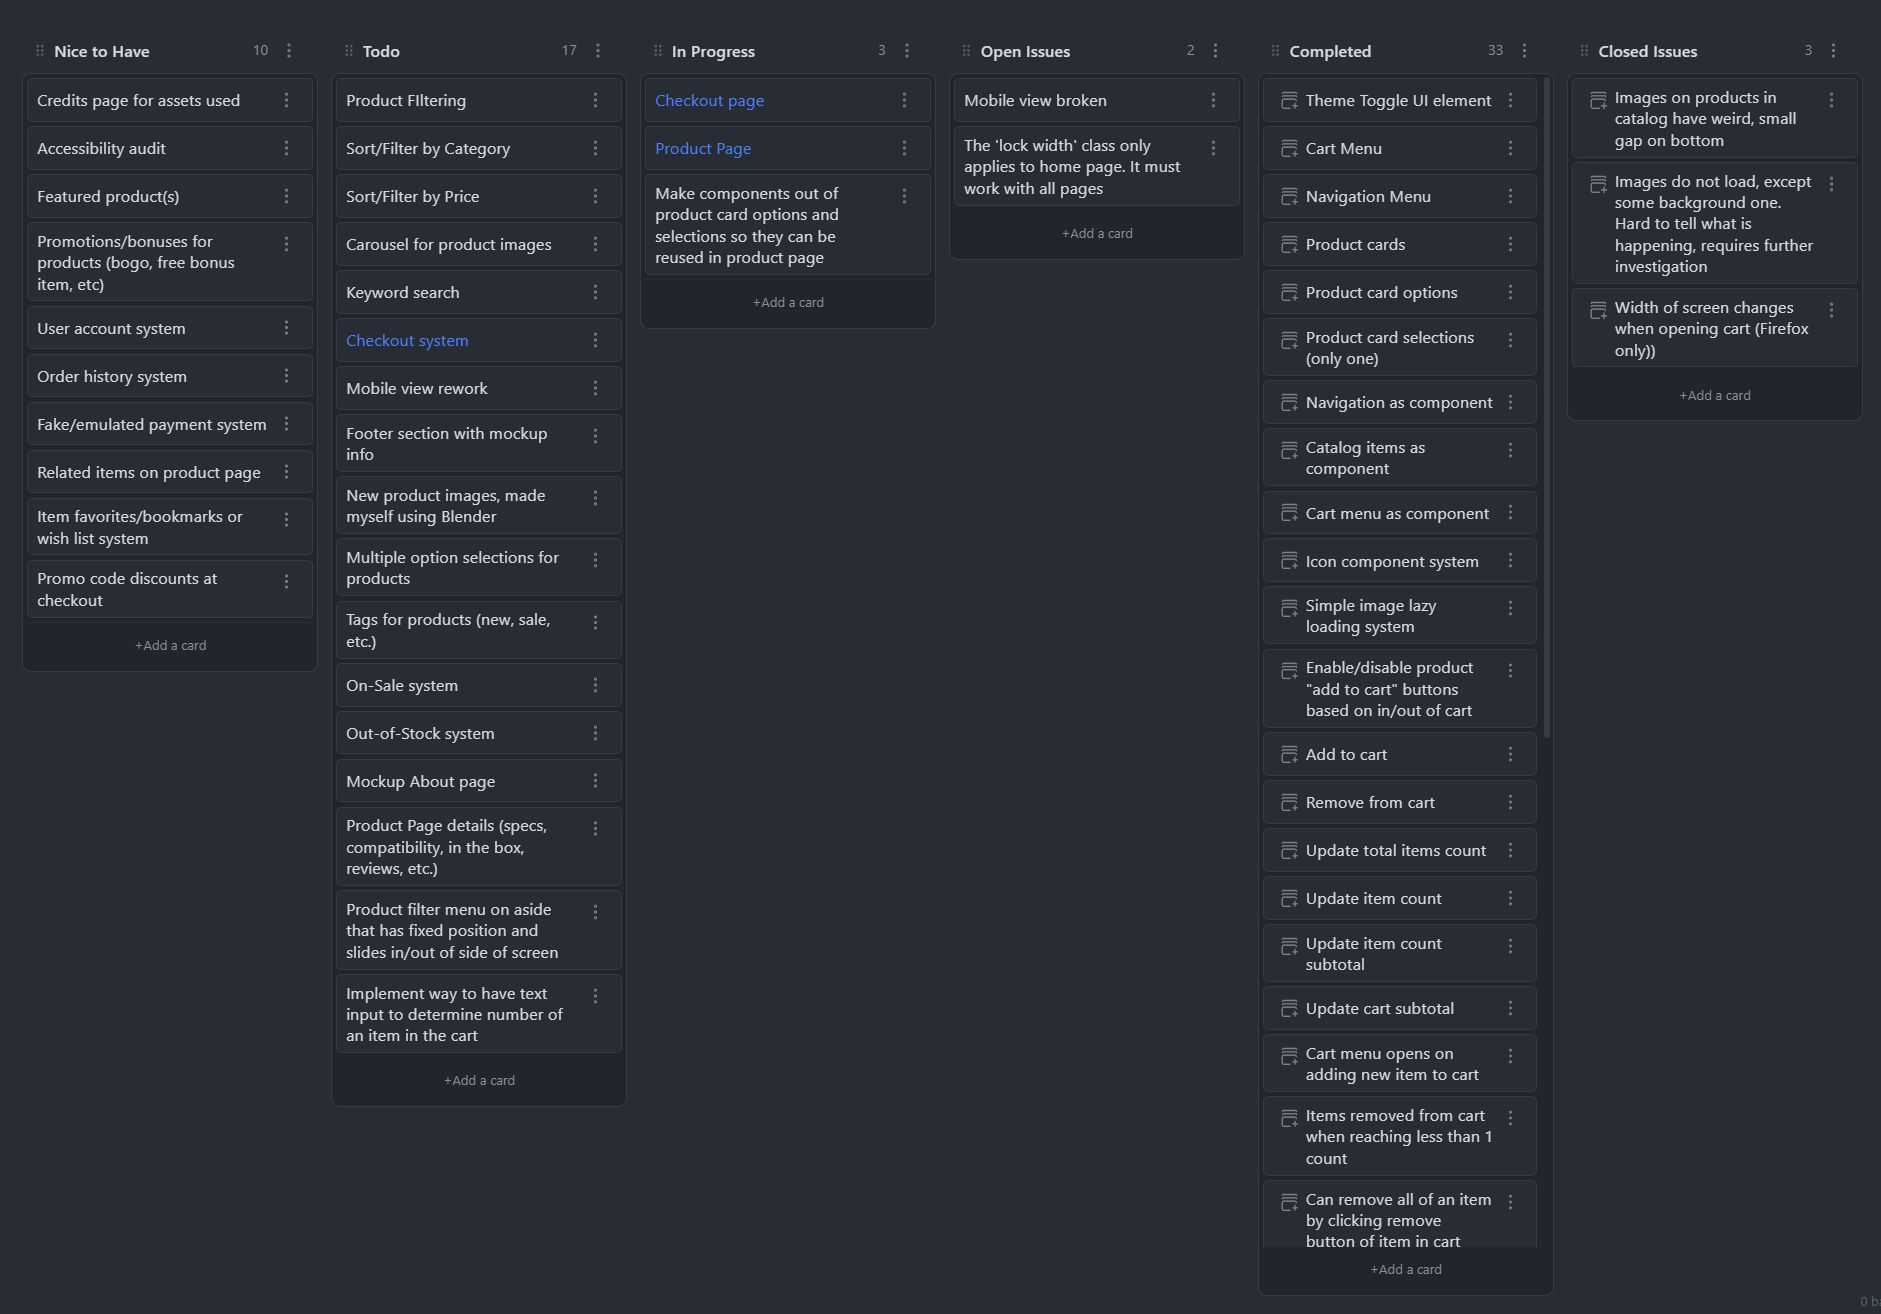 Nice to Have 10
Credits page for assets used
Accessibility audit
Featured product(s)
Promotions/bonuses for
products (bogo, free bonus
item, etc)
User account system
Order history system
Fake/emulated payment system
Related items on product page
Item favorites/bookmarks or
wish list system
Promo code discounts at
checkout
+Add a card
Todo 17
Product FIltering
Sort/Filter by Category
Sort/Filter by Price
Carousel for product images
Keyword search
Checkout system
Mobile view rework
Footer section with mockup
info
New product images, made
myself using Blender
Multiple option selections for
products
Tags for products (new, sale,
etc.)
On-Sale system
Out-of-Stock system
Mockup About page
Product Page details (specs,
compatibility, in the box,
reviews, etc.)
Product filter menu on aside
that has fixed position and
slides in/out of side of screen
Implement way to have text
input to determine number of
an item in the cart
+Add a card
In Progress 3
Checkout page
Product Page
Make components out of
product card options and
selections so they can be
reused in product page
+Add a card
Open Issues 2
Mobile view broken
The 'lock width' class only
applies to home page. It must
work with all pages
+Add a card
Completed 33
Theme Toggle UI element
Cart Menu
Navigation Menu
Product cards
Product card options
Product card selections
(only one)
Navigation as component
Catalog items as
component
Cart menu as component
Icon component system
Simple image lazy
loading system
Enable/disable product
"add to cart" buttons
based on in/out of cart
Add to cart
Remove from cart
Update total items count
Update item count
Update item count
subtotal
Update cart subtotal
Cart menu opens on
adding new item to cart
Items removed from cart
when reaching less than 1
count
Can remove all of an item
by clicking remove
button of item in cart
+Add a card
Closed Issues 3
Images on products in
catalog have weird, small
gap on bottom
Images do not load, except
some background one.
Hard to tell what is
happening, requires further
investigation
Width of screen changes
when opening cart (Firefox
only))
+Add a card
0